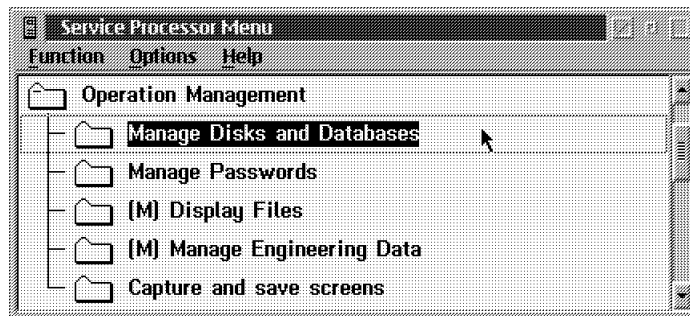 Service Processor Menu
Function Options Help
Operation Management
Manage Disks and Databases
Manage Passwords
(M) Display Files
(M) Manage Engineering Data
Capture and save screens